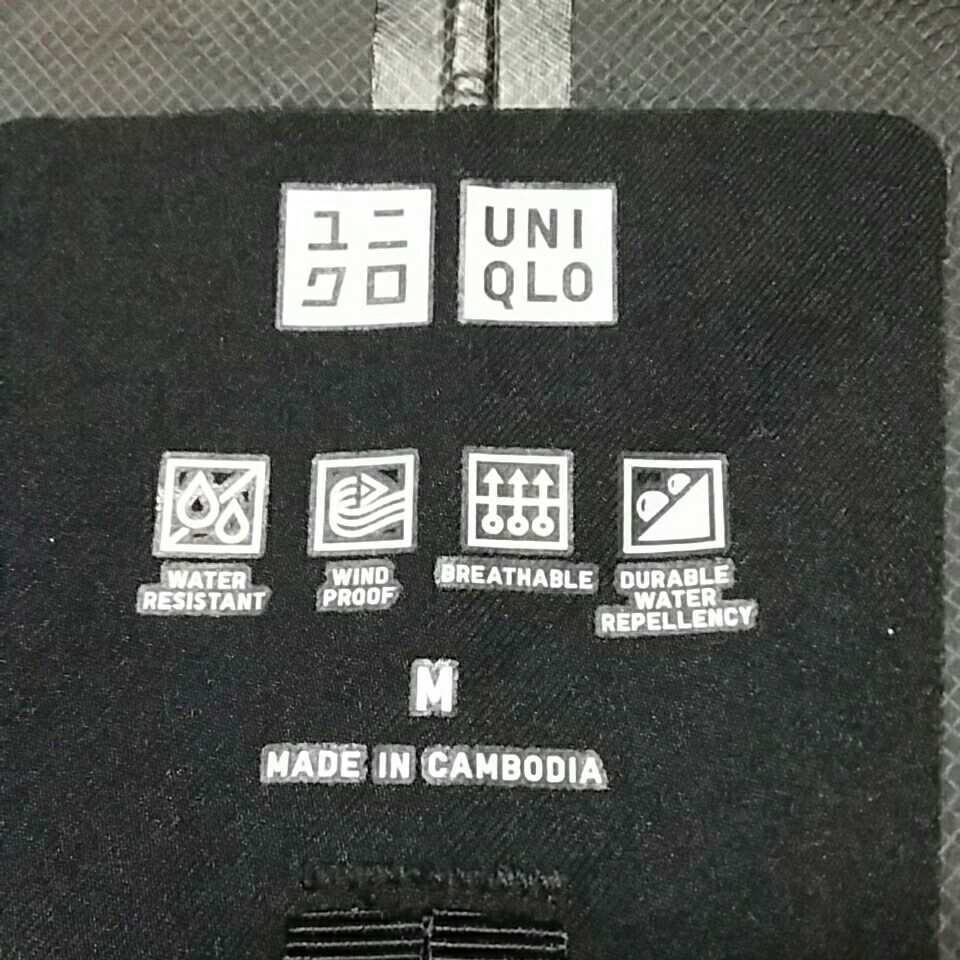 ユニ
クロ
UNI
QLO
WATER
RESISTANT
WIND
PROOF
BREATHABLE
DURABLE
WATER
REPELLENCY
M
MADE IN CAMBODIA